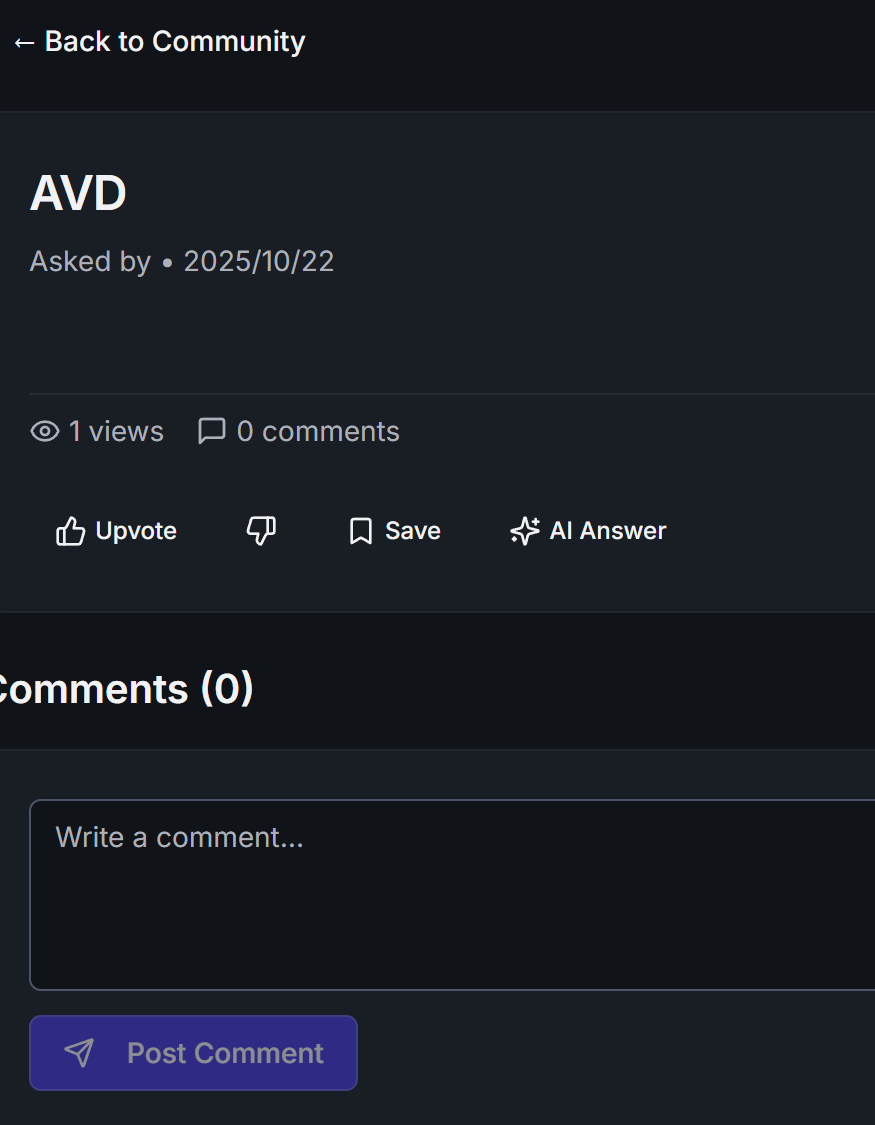 ← Back to Community
AVD
Asked by • 2025/10/22
1 views 0 comments
Upvote Save AI Answer
Comments (0)
Write a comment...
Post Comment